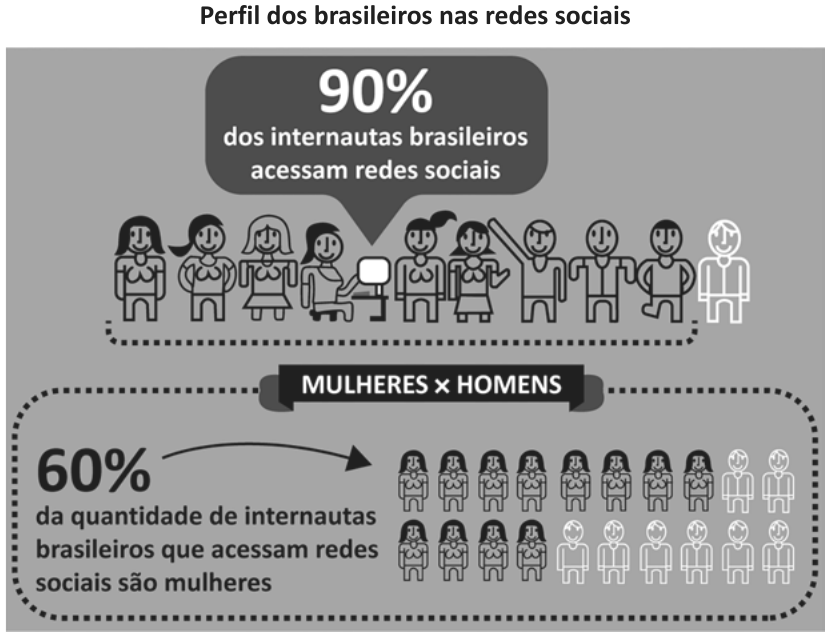 Perfil dos brasileiros nas redes sociais
90%
dos internautas brasileiros
acessam redes sociais
MULHERES × HOMENS
60%
da quantidade de internautas
brasileiros que acessam redes
sociais são mulheres